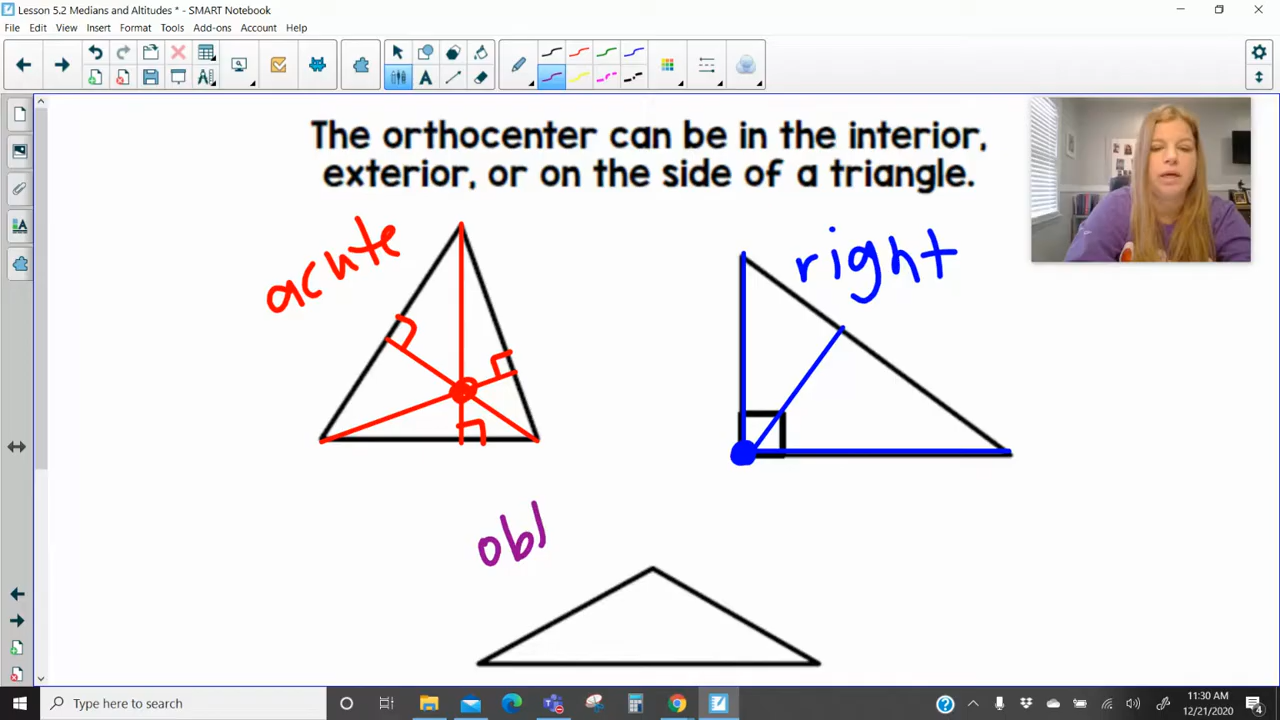 Lesson 5.2 Medians and Altitudes * - SMART Notebook
File Edit View Insert Format Tools Add-ons Account Help
The orthocenter can be in the interior,
exterior, or on the side of a triangle.
acute
right
obl
Type here to search
11:30 AM
12/21/2020
4